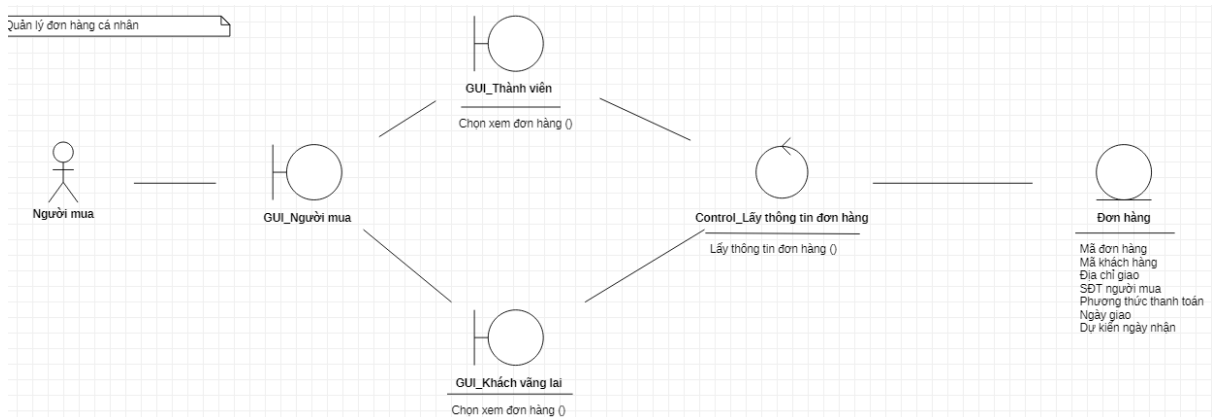 Quản lý đơn hàng cá nhân
GUI_Thành viên
Chọn xem đơn hàng ()
Người mua
GUI_Người mua
Control_Lấy thông tin đơn hàng
Lấy thông tin đơn hàng ()
Đơn hàng
Mã đơn hàng
Mã khách hàng
Địa chỉ giao
SĐT người mua
Phương thức thanh toán
Ngày giao
Dự kiến ngày nhận
GUI_Khách vãng lai
Chọn xem đơn hàng ()